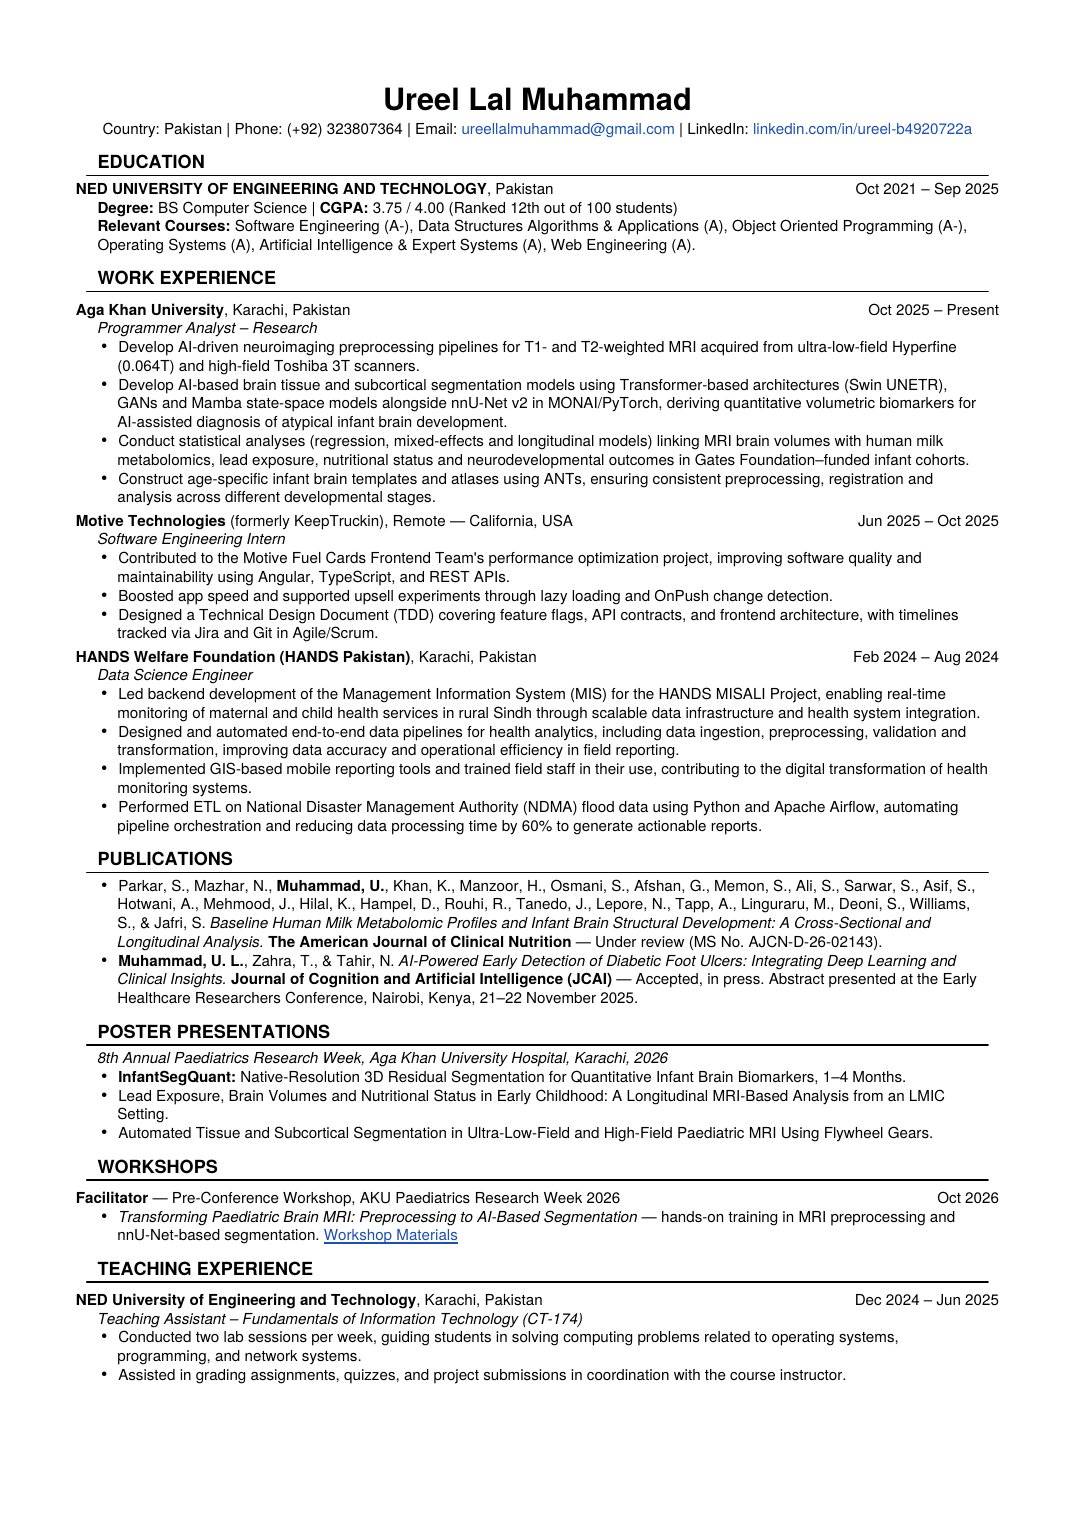 Ureel Lal Muhammad
Country: Pakistan | Phone: (+92) 323807364 | Email: ureellalmuhammad@gmail.com | LinkedIn: linkedin.com/in/ureel-b4920722a
EDUCATION
NED UNIVERSITY OF ENGINEERING AND TECHNOLOGY, Pakistan Oct 2021 – Sep 2025
Degree: BS Computer Science | CGPA: 3.75 / 4.00 (Ranked 12th out of 100 students)
Relevant Courses: Software Engineering (A-), Data Structures Algorithms & Applications (A), Object Oriented Programming (A-),
Operating Systems (A), Artificial Intelligence & Expert Systems (A), Web Engineering (A).
WORK EXPERIENCE
Aga Khan University, Karachi, Pakistan Oct 2025 – Present
Programmer Analyst – Research
• Develop AI-driven neuroimaging preprocessing pipelines for T1- and T2-weighted MRI acquired from ultra-low-field Hyperfine
(0.064T) and high-field Toshiba 3T scanners.
• Develop AI-based brain tissue and subcortical segmentation models using Transformer-based architectures (Swin UNETR),
GANs and Mamba state-space models alongside nnU-Net v2 in MONAI/PyTorch, deriving quantitative volumetric biomarkers for
AI-assisted diagnosis of atypical infant brain development.
• Conduct statistical analyses (regression, mixed-effects and longitudinal models) linking MRI brain volumes with human milk
metabolomics, lead exposure, nutritional status and neurodevelopmental outcomes in Gates Foundation–funded infant cohorts.
• Construct age-specific infant brain templates and atlases using ANTs, ensuring consistent preprocessing, registration and
analysis across different developmental stages.
Motive Technologies (formerly KeepTruckin), Remote — California, USA Jun 2025 – Oct 2025
Software Engineering Intern
• Contributed to the Motive Fuel Cards Frontend Team's performance optimization project, improving software quality and
maintainability using Angular, TypeScript, and REST APIs.
• Boosted app speed and supported upsell experiments through lazy loading and OnPush change detection.
• Designed a Technical Design Document (TDD) covering feature flags, API contracts, and frontend architecture, with timelines
tracked via Jira and Git in Agile/Scrum.
HANDS Welfare Foundation (HANDS Pakistan), Karachi, Pakistan Feb 2024 – Aug 2024
Data Science Engineer
• Led backend development of the Management Information System (MIS) for the HANDS MISALI Project, enabling real-time
monitoring of maternal and child health services in rural Sindh through scalable data infrastructure and health system integration.
• Designed and automated end-to-end data pipelines for health analytics, including data ingestion, preprocessing, validation and
transformation, improving data accuracy and operational efficiency in field reporting.
• Implemented GIS-based mobile reporting tools and trained field staff in their use, contributing to the digital transformation of health
monitoring systems.
• Performed ETL on National Disaster Management Authority (NDMA) flood data using Python and Apache Airflow, automating
pipeline orchestration and reducing data processing time by 60% to generate actionable reports.
PUBLICATIONS
• Parkar, S., Mazhar, N., Muhammad, U., Khan, K., Manzoor, H., Osmani, S., Afshan, G., Memon, S., Ali, S., Sarwar, S., Asif, S.,
Hotwani, A., Mehmood, J., Hilal, K., Hampel, D., Rouhi, R., Tanedo, J., Lepore, N., Tapp, A., Linguraru, M., Deoni, S., Williams,
S., & Jafri, S. Baseline Human Milk Metabolomic Profiles and Infant Brain Structural Development: A Cross-Sectional and
Longitudinal Analysis. The American Journal of Clinical Nutrition — Under review (MS No. AJCN-D-26-02143).
• Muhammad, U. L., Zahra, T., & Tahir, N. AI-Powered Early Detection of Diabetic Foot Ulcers: Integrating Deep Learning and
Clinical Insights. Journal of Cognition and Artificial Intelligence (JCAI) — Accepted, in press. Abstract presented at the Early
Healthcare Researchers Conference, Nairobi, Kenya, 21–22 November 2025.
POSTER PRESENTATIONS
8th Annual Paediatrics Research Week, Aga Khan University Hospital, Karachi, 2026
• InfantSegQuant: Native-Resolution 3D Residual Segmentation for Quantitative Infant Brain Biomarkers, 1–4 Months.
• Lead Exposure, Brain Volumes and Nutritional Status in Early Childhood: A Longitudinal MRI-Based Analysis from an LMIC
Setting.
• Automated Tissue and Subcortical Segmentation in Ultra-Low-Field and High-Field Paediatric MRI Using Flywheel Gears.
WORKSHOPS
Facilitator — Pre-Conference Workshop, AKU Paediatrics Research Week 2026 Oct 2026
• Transforming Paediatric Brain MRI: Preprocessing to AI-Based Segmentation — hands-on training in MRI preprocessing and
nnU-Net-based segmentation. Workshop Materials
TEACHING EXPERIENCE
NED University of Engineering and Technology, Karachi, Pakistan Dec 2024 – Jun 2025
Teaching Assistant – Fundamentals of Information Technology (CT-174)
• Conducted two lab sessions per week, guiding students in solving computing problems related to operating systems,
programming, and network systems.
• Assisted in grading assignments, quizzes, and project submissions in coordination with the course instructor.